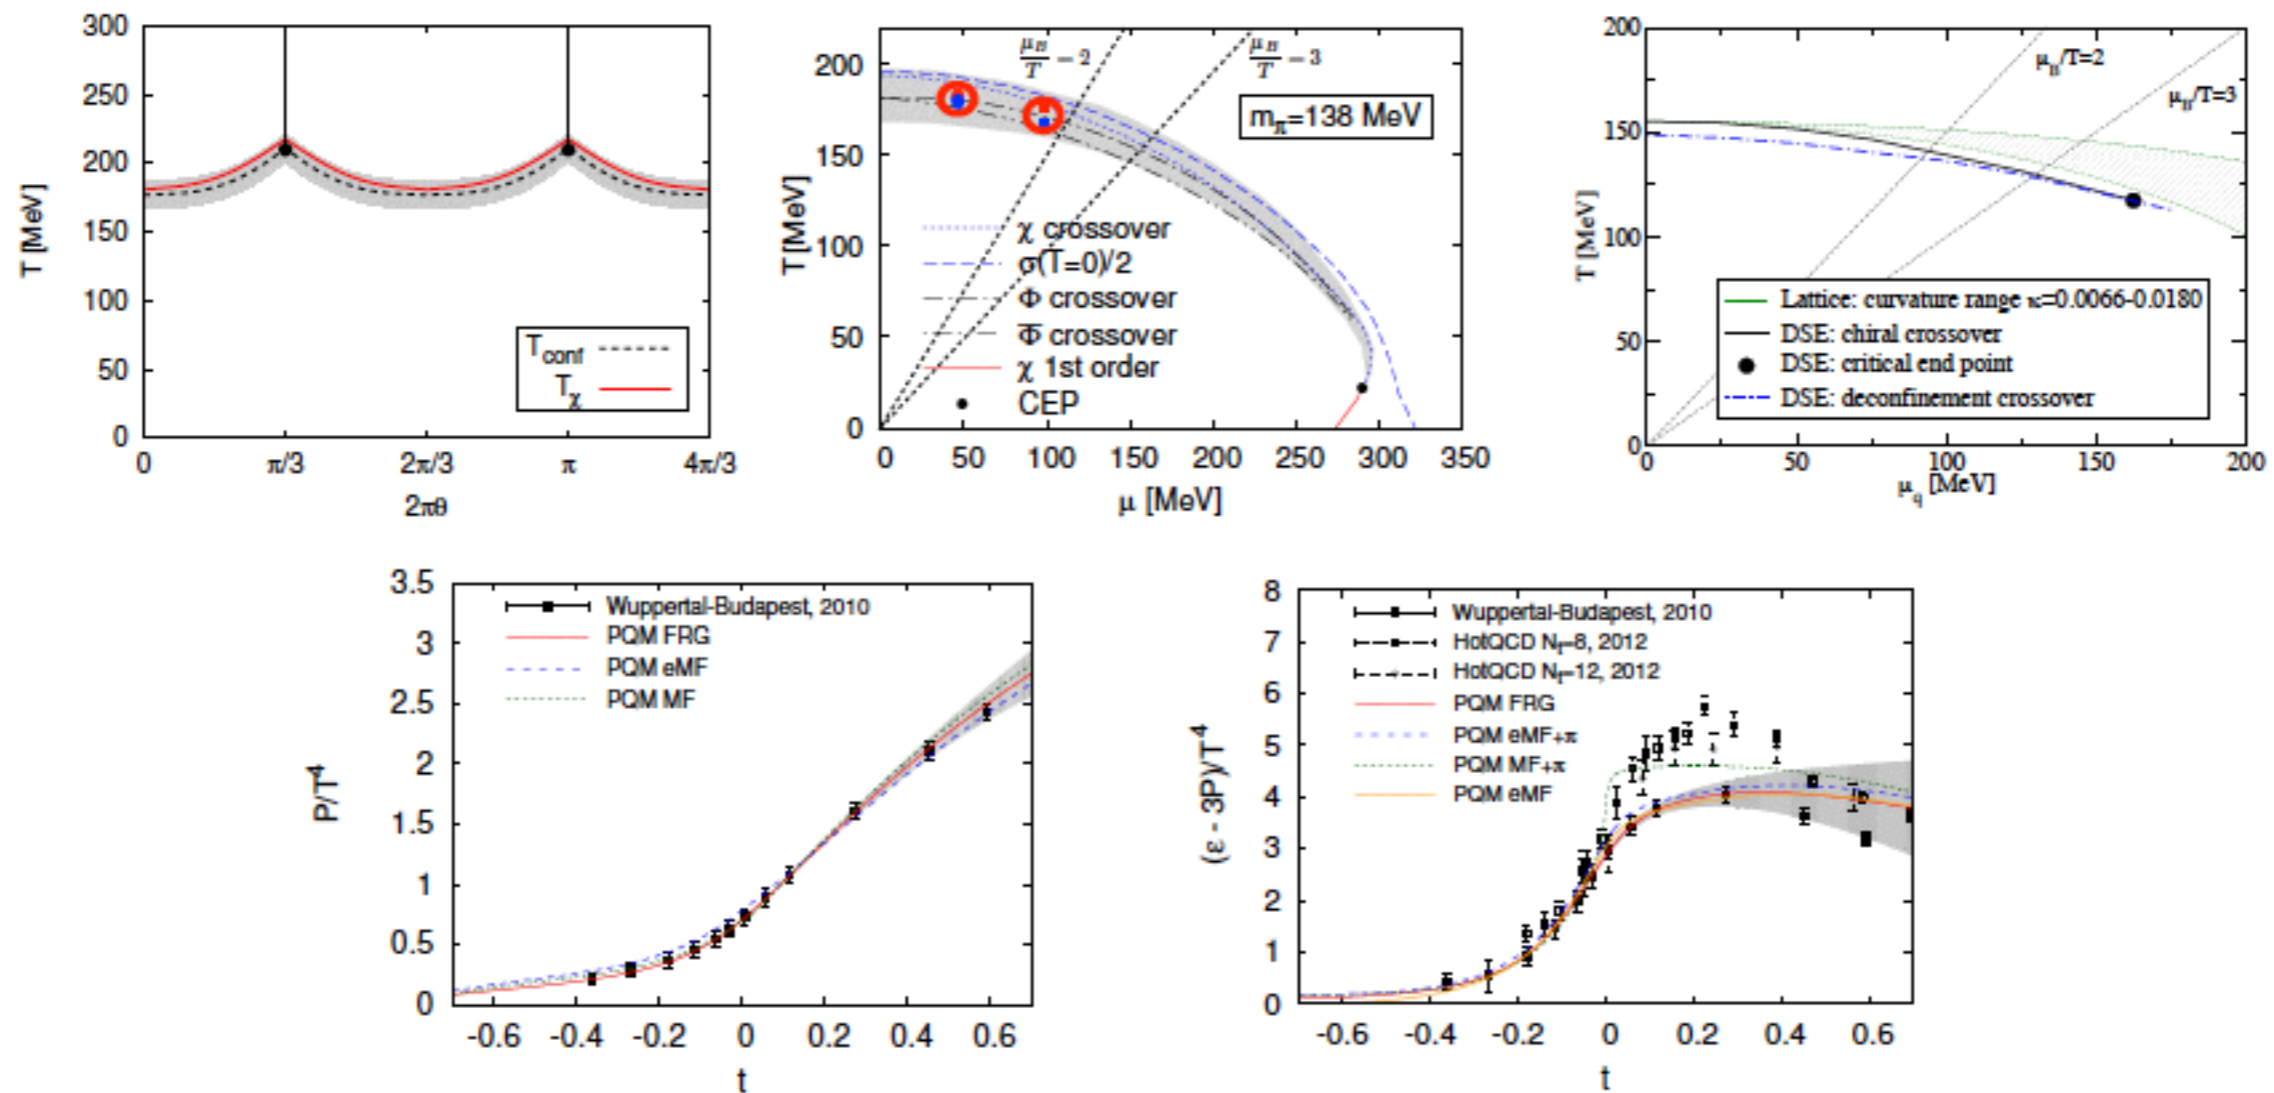 300
250
200
150
100
50
0
T [MeV]
T_conf
T_χ
0 π/3 2π/3 π 4π/3
2πθ
200
150
100
50
0
T[MeV]
μ_B/T = 2
μ_B/T = 3
m_π=138 MeV
χ crossover
σ(T=0)/2
Φ crossover
Φ̅ crossover
χ 1st order
CEP
0 50 100 150 200 250 300 350
μ [MeV]
200
150
100
50
0
T [MeV]
μ_B/T=2
μ_B/T=3
Lattice: curvature range κ=0.0066-0.0180
DSE: chiral crossover
DSE: critical end point
DSE: deconfinement crossover
0 50 100 150 200
μ_q [MeV]
3.5
3
2.5
2
1.5
1
0.5
0
P/T⁴
Wuppertal-Budapest, 2010
PQM FRG
PQM eMF
PQM MF
-0.6 -0.4 -0.2 0 0.2 0.4 0.6
t
8
7
6
5
4
3
2
1
0
(ε - 3P)/T⁴
Wuppertal-Budapest, 2010
HotQCD N_t=8, 2012
HotQCD N_t=12, 2012
PQM FRG
PQM eMF+π
PQM MF+π
PQM eMF
-0.6 -0.4 -0.2 0 0.2 0.4 0.6
t